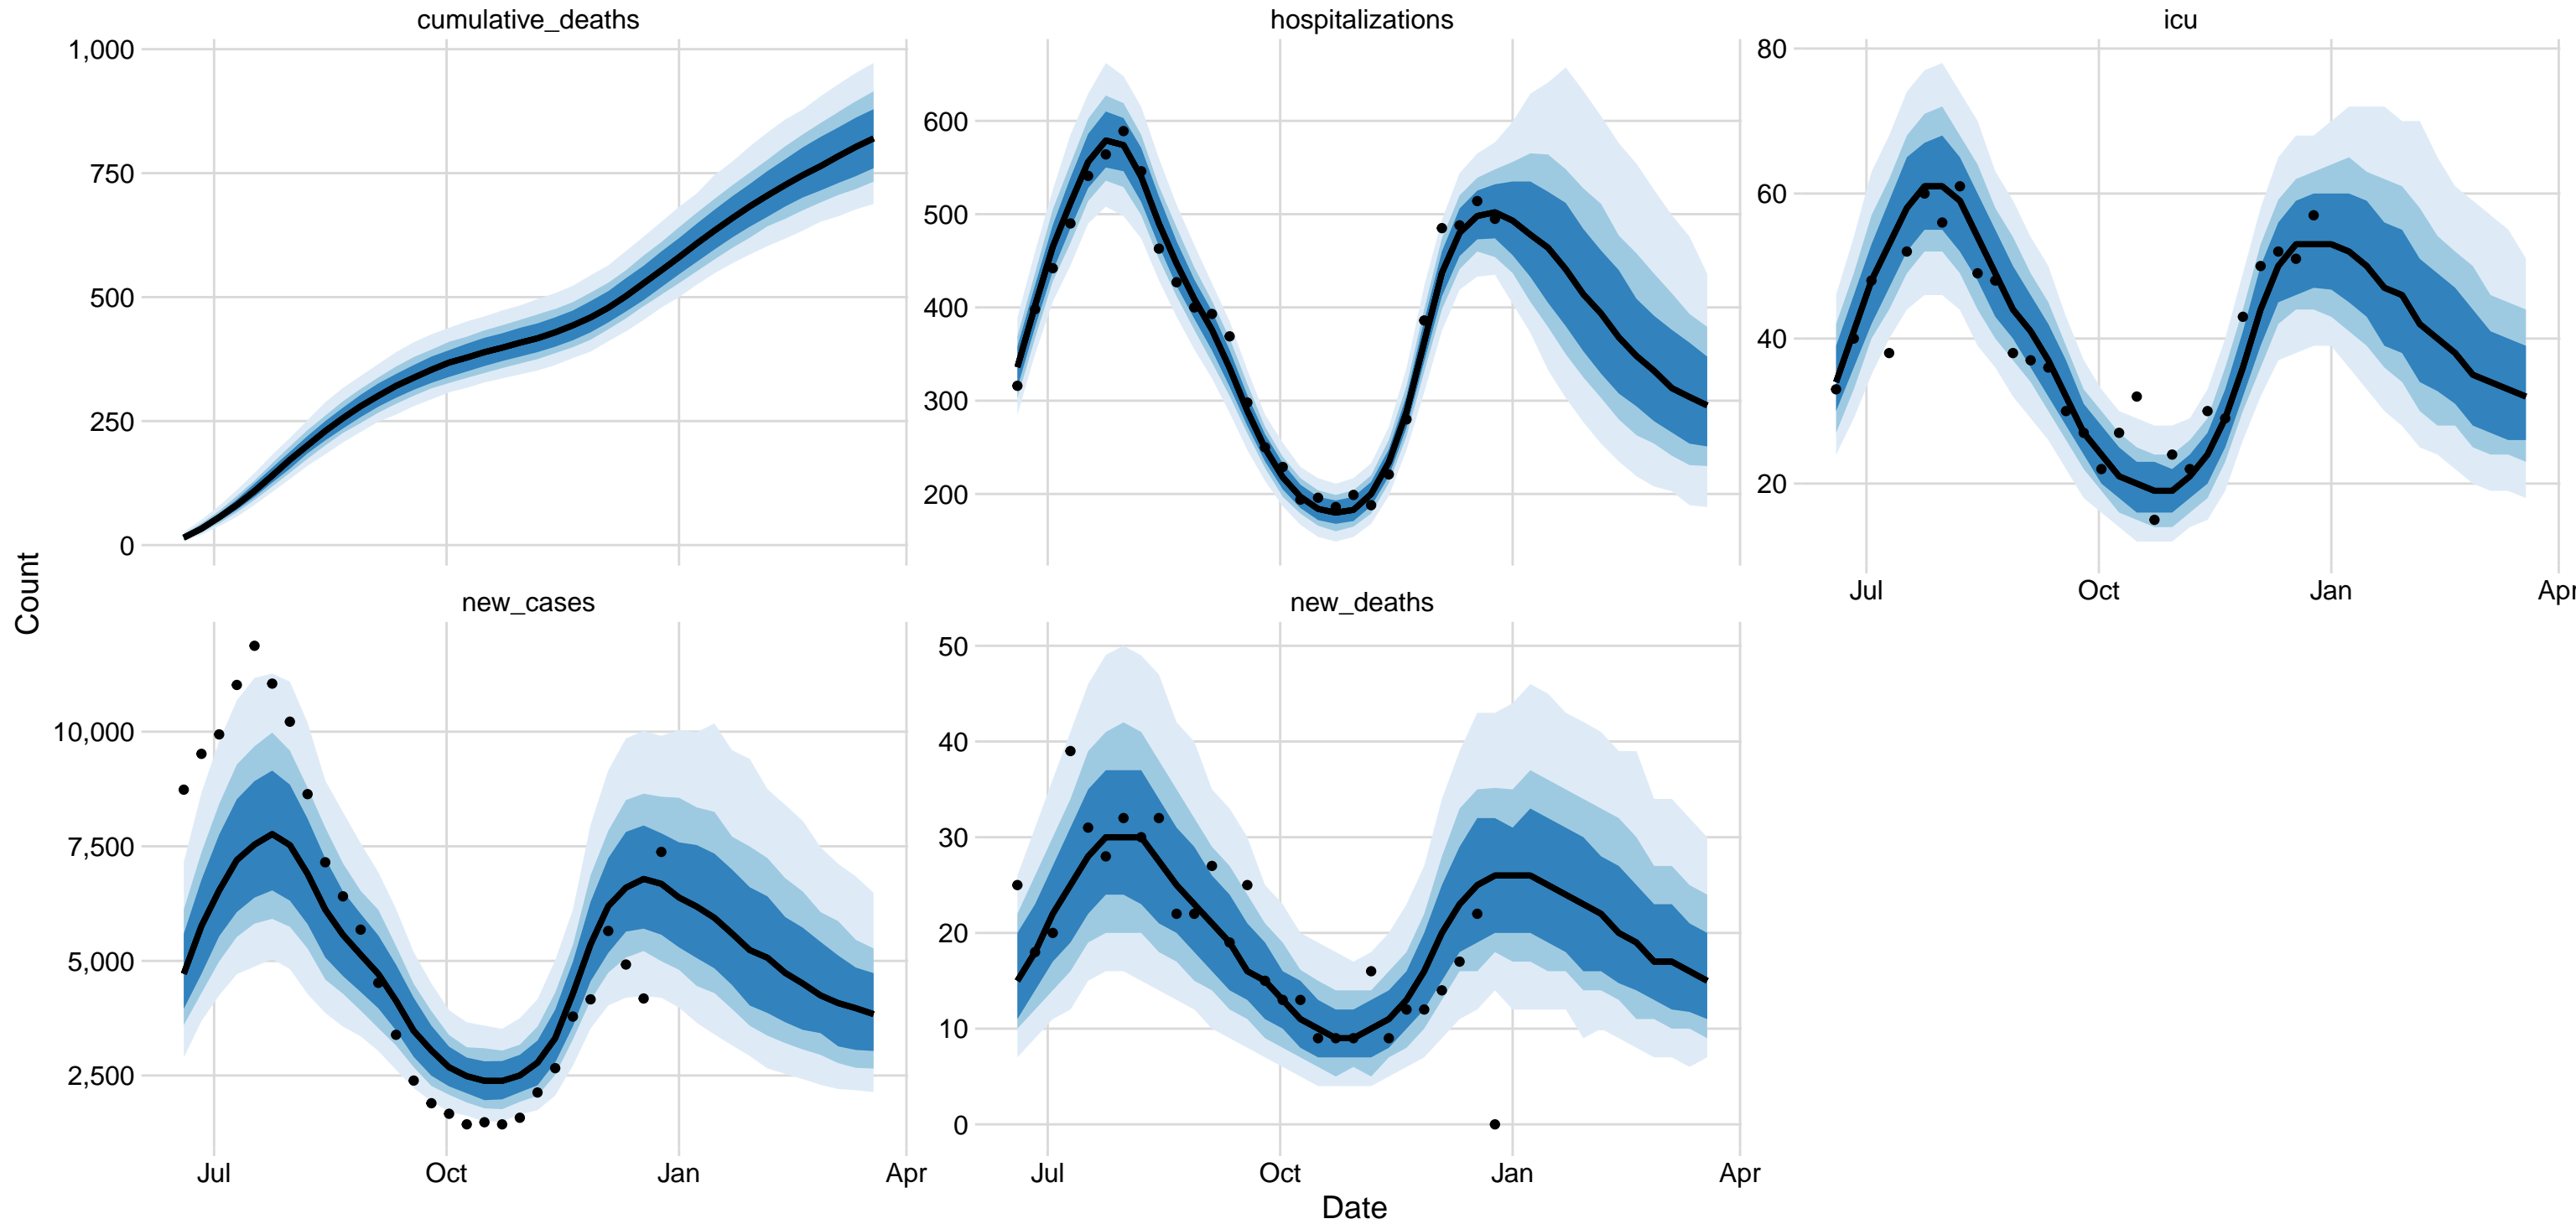 cumulative_deaths
hospitalizations
icu
1,000
750
500
250
0
600
500
400
300
200
80
60
40
20
Jul
Oct
Jan
Apr
Count
new_cases
new_deaths
10,000
7,500
5,000
2,500
50
40
30
20
10
0
Jul
Oct
Jan
Apr
Jul
Oct
Jan
Apr
Date